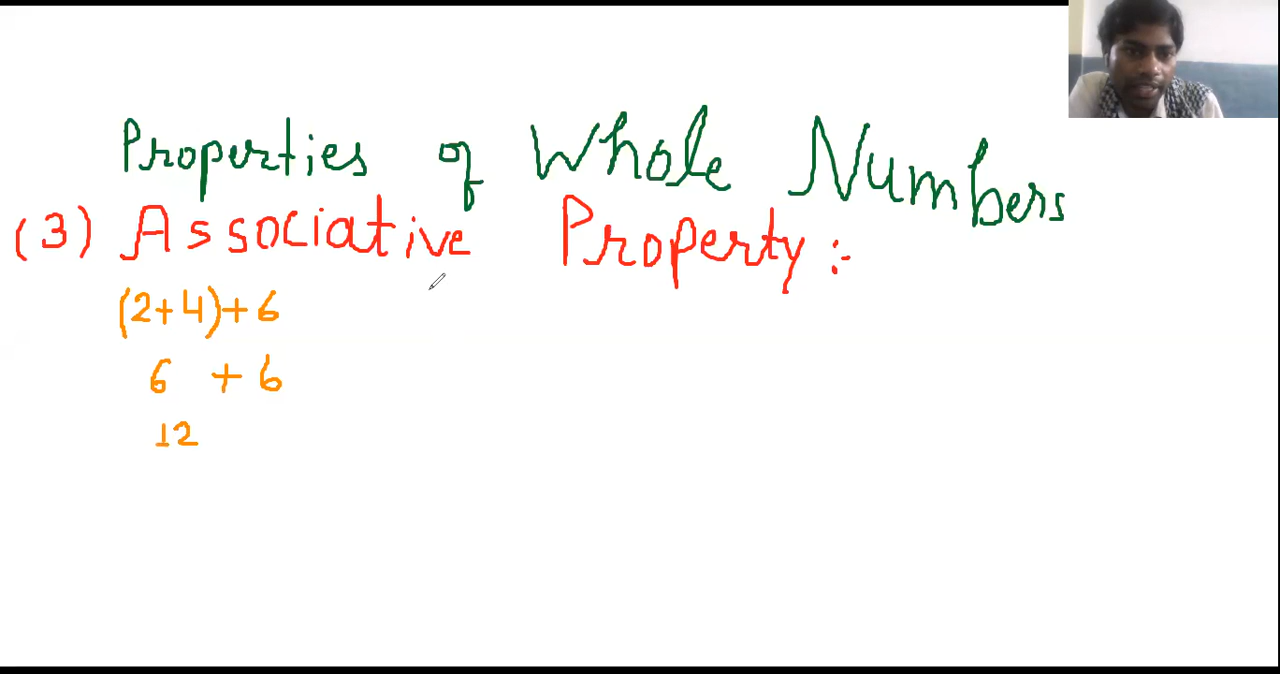 Properties of Whole Numbers
(3) Associative Property :-
(2+4)+6
6 + 6
12